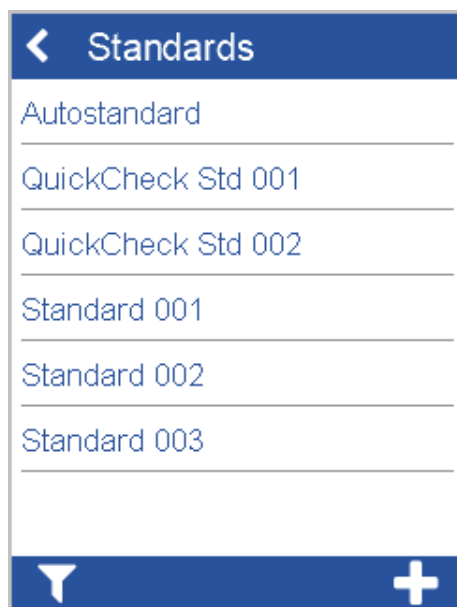 Standards
Autostandard
QuickCheck Std 001
QuickCheck Std 002
Standard 001
Standard 002
Standard 003